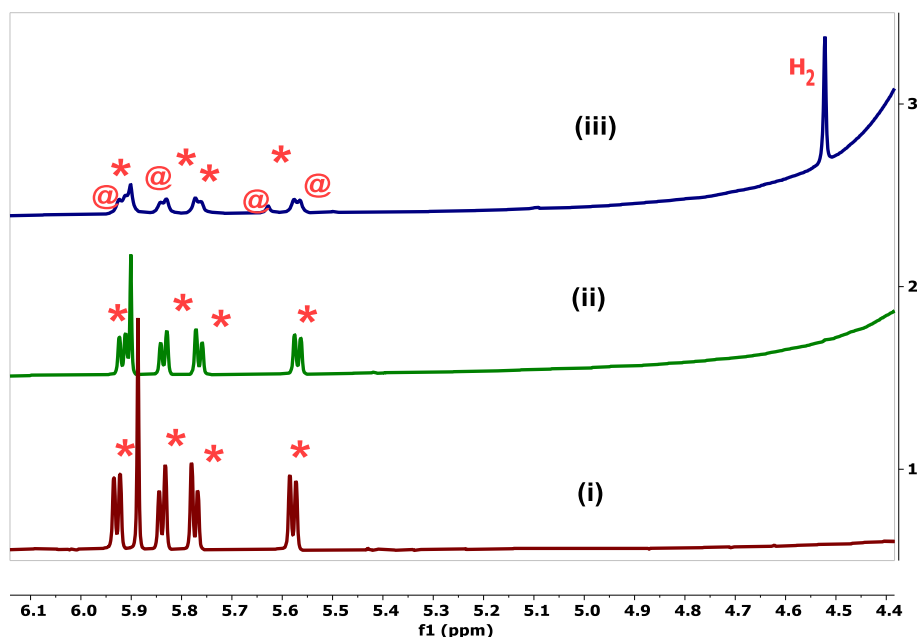 H2
3
(iii)
* * * *
@ @ @ @
2
(ii)
* * * *
1
(i)
* * * *
6.1 6.0 5.9 5.8 5.7 5.6 5.5 5.4 5.3 5.2 5.1 5.0 4.9 4.8 4.7 4.6 4.5 4.4
f1 (ppm)